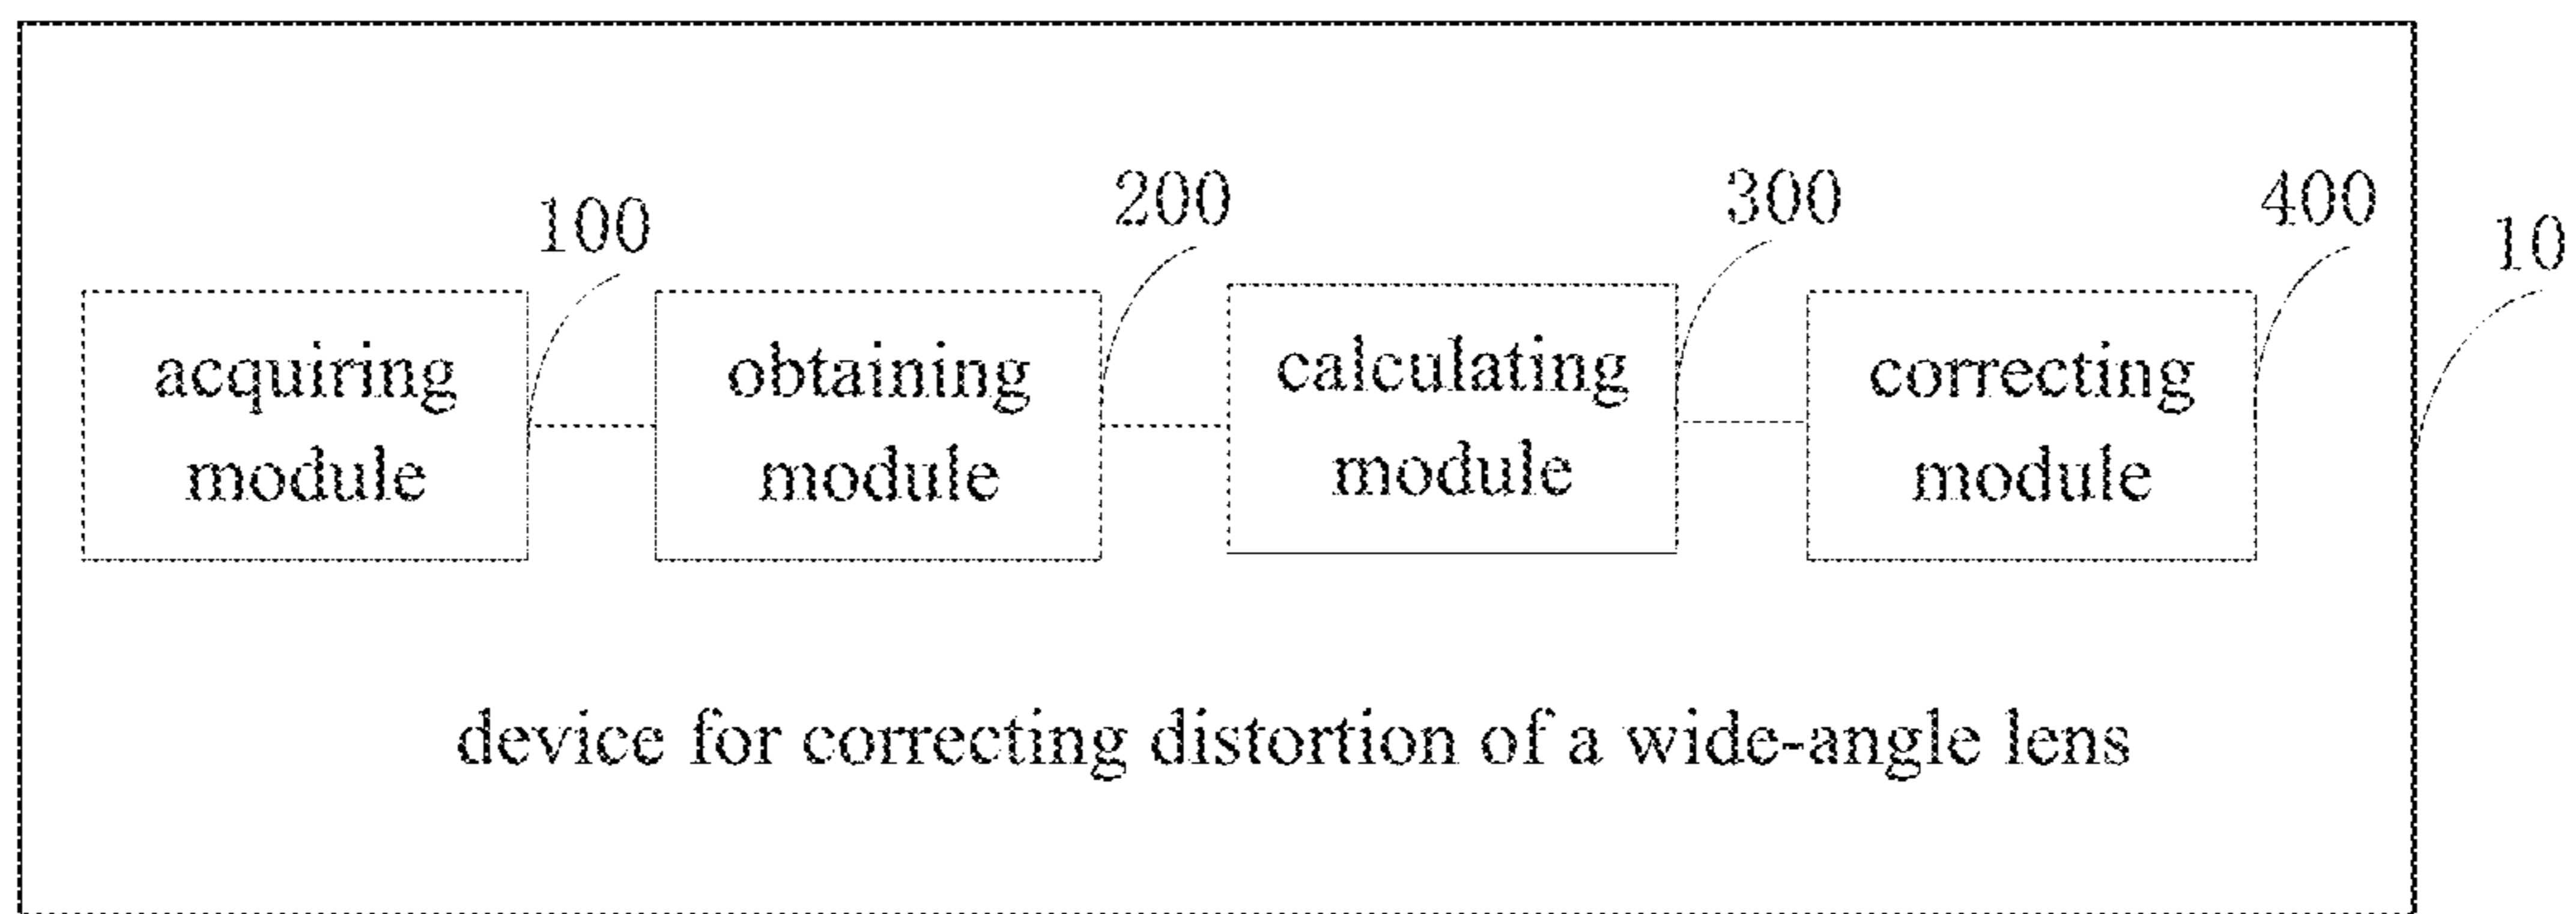 100
200
300
400
10
acquiring
module
obtaining
module
calculating
module
correcting
module
device for correcting distortion of a wide-angle lens